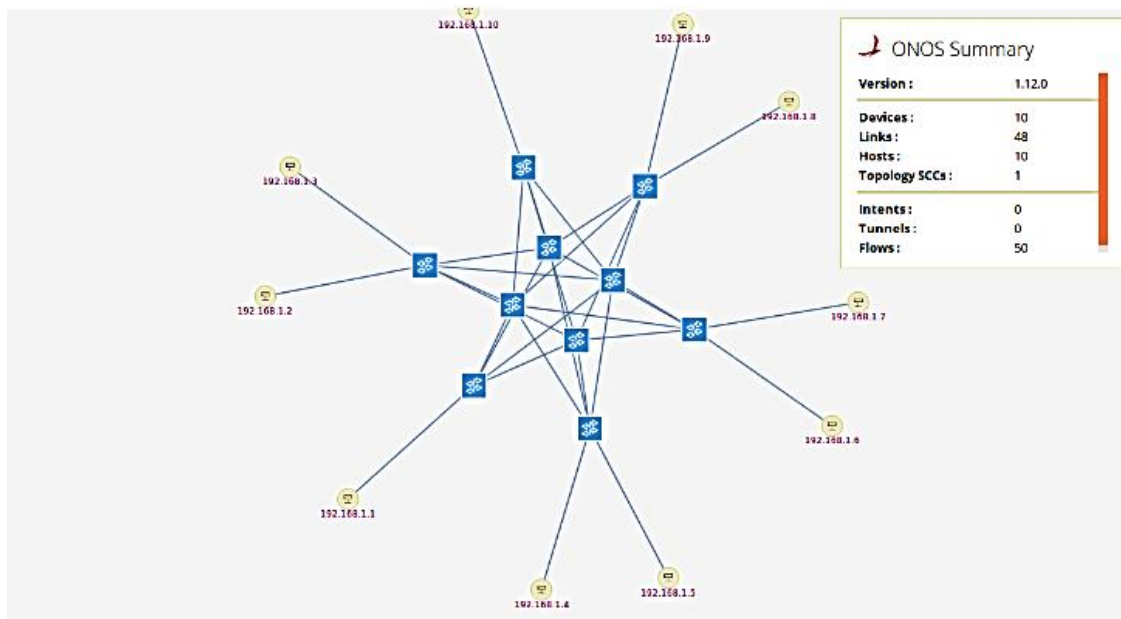 192.168.1.10
192.168.1.9
192.168.1.8
192.168.1.3
192.168.1.2
192.168.1.7
192.168.1.6
192.168.1.1
192.168.1.5
192.168.1.4
ONOS Summary
Version : 1.12.0
Devices : 10
Links : 48
Hosts : 10
Topology SCCs : 1
Intents : 0
Tunnels : 0
Flows : 50